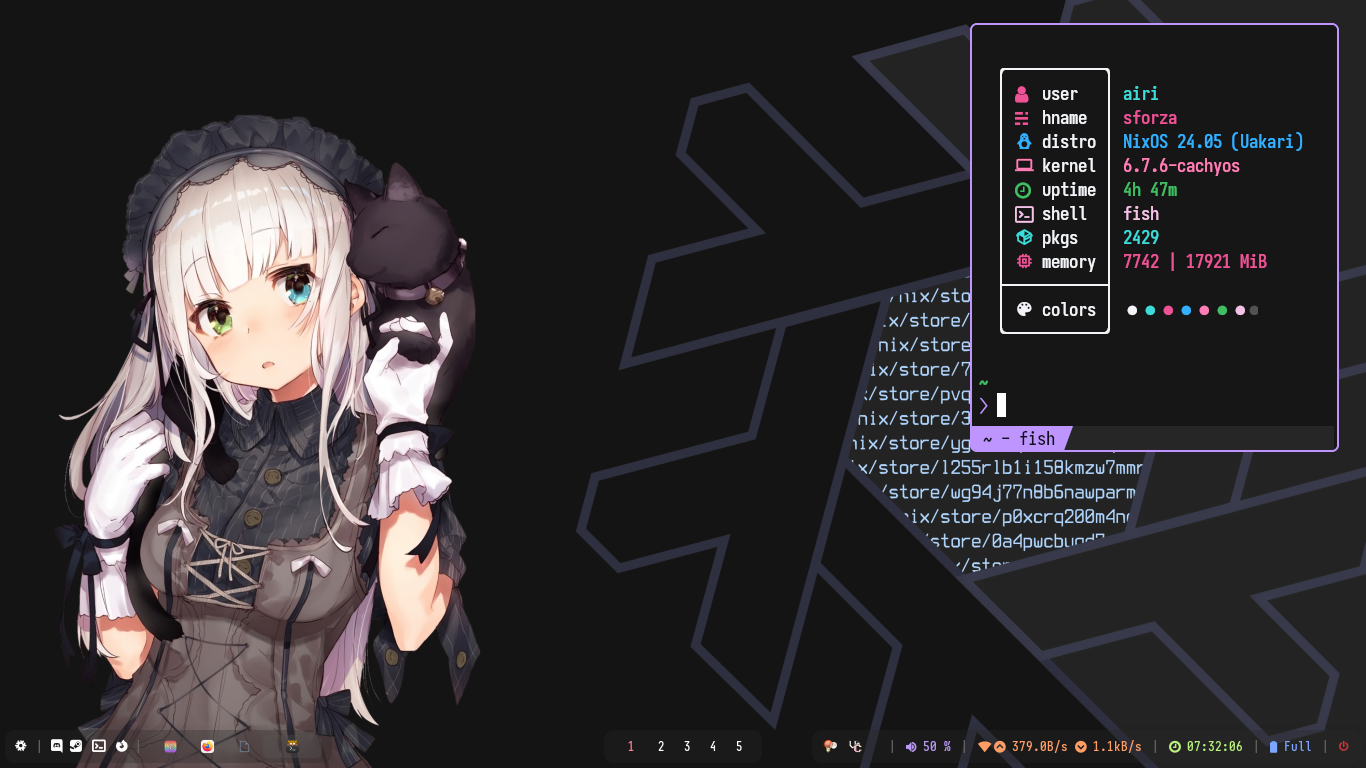 user airi
hname sforza
distro NixOS 24.05 (Uakari)
kernel 6.7.6-cachyos
uptime 4h 47m
shell fish
pkgs 2429
memory 7742 | 17921 MiB
colors
~
❯
~ - fish
/nix/sto
x/store/
nix/store
x/store/7
/store/pvq
nix/store/3
nix/store/yg
x/store/l255rlb1i158kmzw7mmr
/store/wg94j77n8b6nawparm
nix/store/p0xcrq200m4n
store/0a4pwcbuqd7
/stor
1 2 3 4 5
50 %
379.0B/s
1.1kB/s
07:32:06
Full